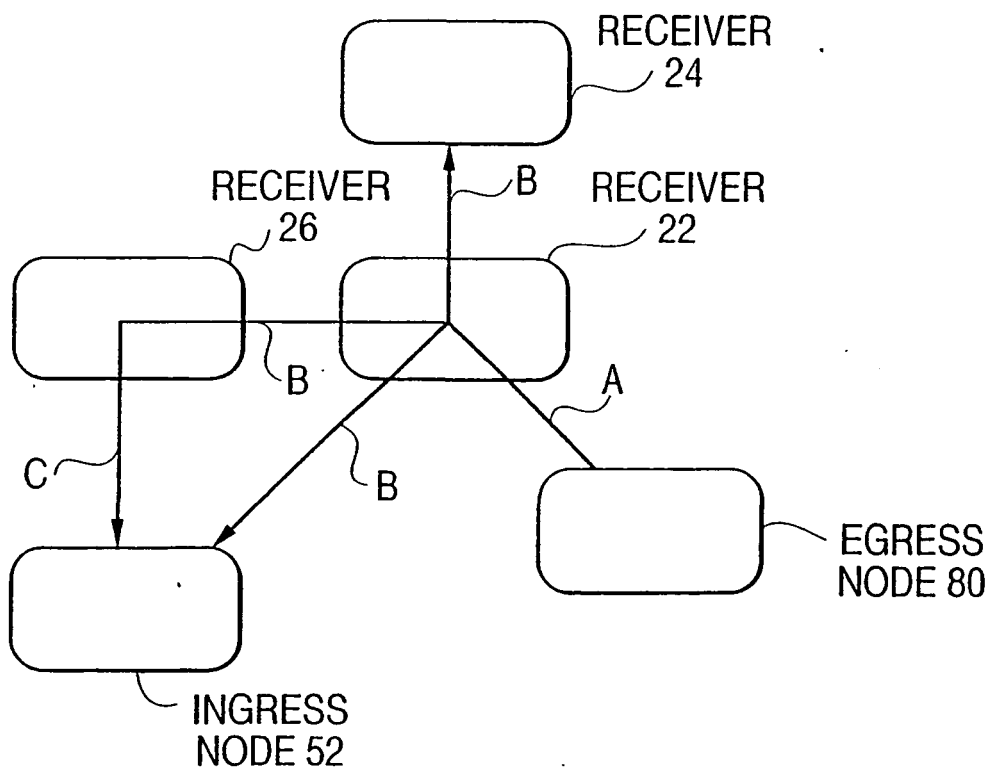 RECEIVER
24
B
RECEIVER
26
RECEIVER
22
B
A
C
B
EGRESS
NODE 80
INGRESS
NODE 52